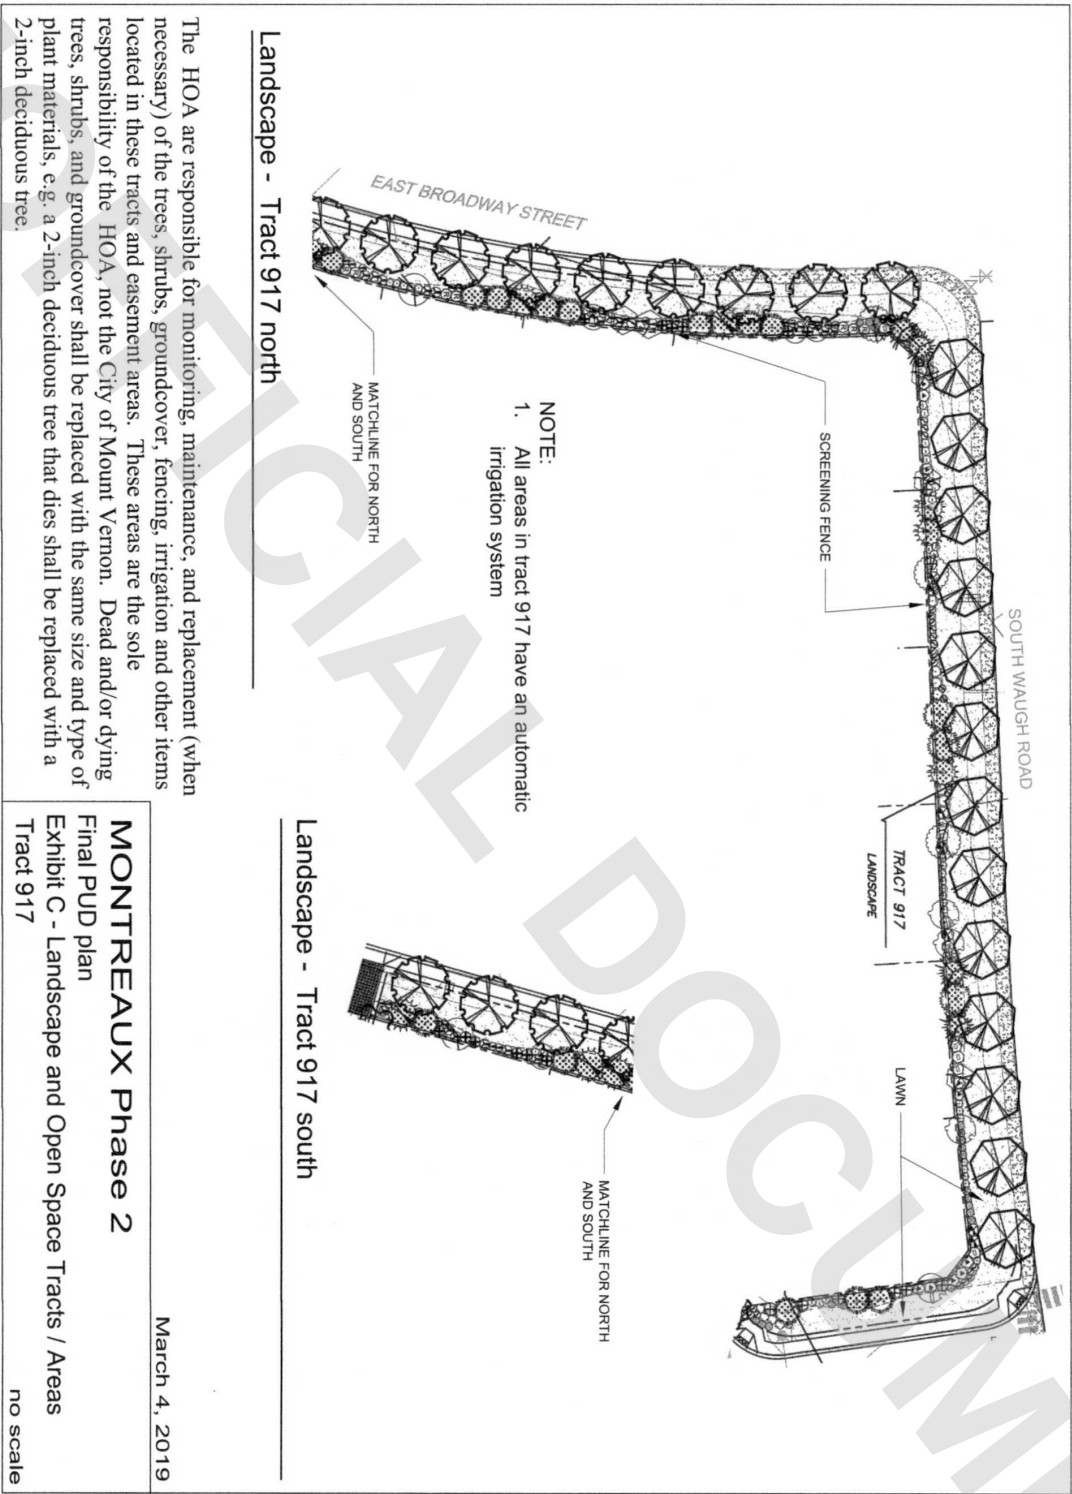 SOUTH WAUGH ROAD
EAST BROADWAY STREET
SCREENING FENCE
TRACT 917
LANDSCAPE
LAWN
NOTE:
1. All areas in tract 917 have an automatic
irrigation system
MATCHLINE FOR NORTH
AND SOUTH
MATCHLINE FOR NORTH
AND SOUTH
Landscape - Tract 917 north
Landscape - Tract 917 south
The HOA are responsible for monitoring, maintenance, and replacement (when
necessary) of the trees, shrubs, groundcover, fencing, irrigation and other items
located in these tracts and easement areas. These areas are the sole
responsibility of the HOA, not the City of Mount Vernon. Dead and/or dying
trees, shrubs, and groundcover shall be replaced with the same size and type of
plant materials, e.g. a 2-inch deciduous tree that dies shall be replaced with a
2-inch deciduous tree.
March 4, 2019
MONTREAUX Phase 2
Final PUD plan
Exhibit C - Landscape and Open Space Tracts / Areas
Tract 917
no scale